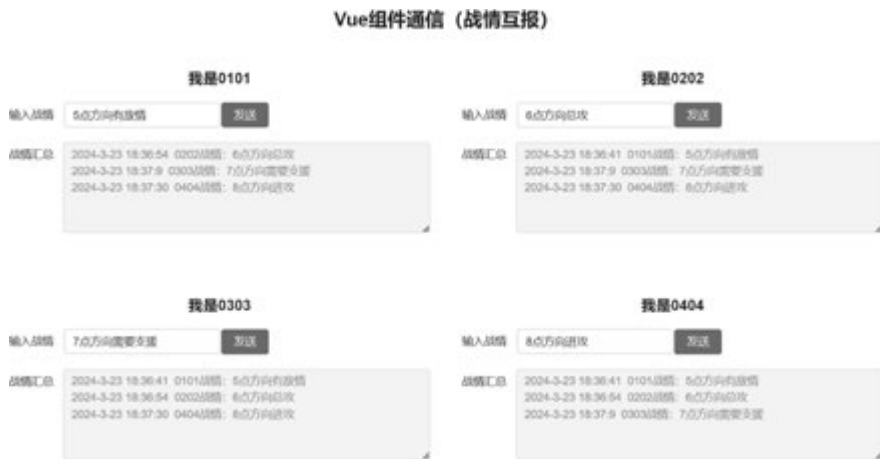 Vue组件通信（战情互报）
我是0101
输入战情 5点方向有敌情 发送
战情汇总 2024-3-23 18:36:54 0202战情：6点方向总攻
2024-3-23 18:37:9 0303战情：7点方向需要支援
2024-3-23 18:37:30 0404战情：8点方向进攻
我是0202
输入战情 6点方向总攻 发送
战情汇总 2024-3-23 18:36:41 0101战情：5点方向有敌情
2024-3-23 18:37:9 0303战情：7点方向需要支援
2024-3-23 18:37:30 0404战情：8点方向进攻
我是0303
输入战情 7点方向需要支援 发送
战情汇总 2024-3-23 18:36:41 0101战情：5点方向有敌情
2024-3-23 18:36:54 0202战情：6点方向总攻
2024-3-23 18:37:30 0404战情：8点方向进攻
我是0404
输入战情 8点方向进攻 发送
战情汇总 2024-3-23 18:36:41 0101战情：5点方向有敌情
2024-3-23 18:36:54 0202战情：6点方向总攻
2024-3-23 18:37:9 0303战情：7点方向需要支援